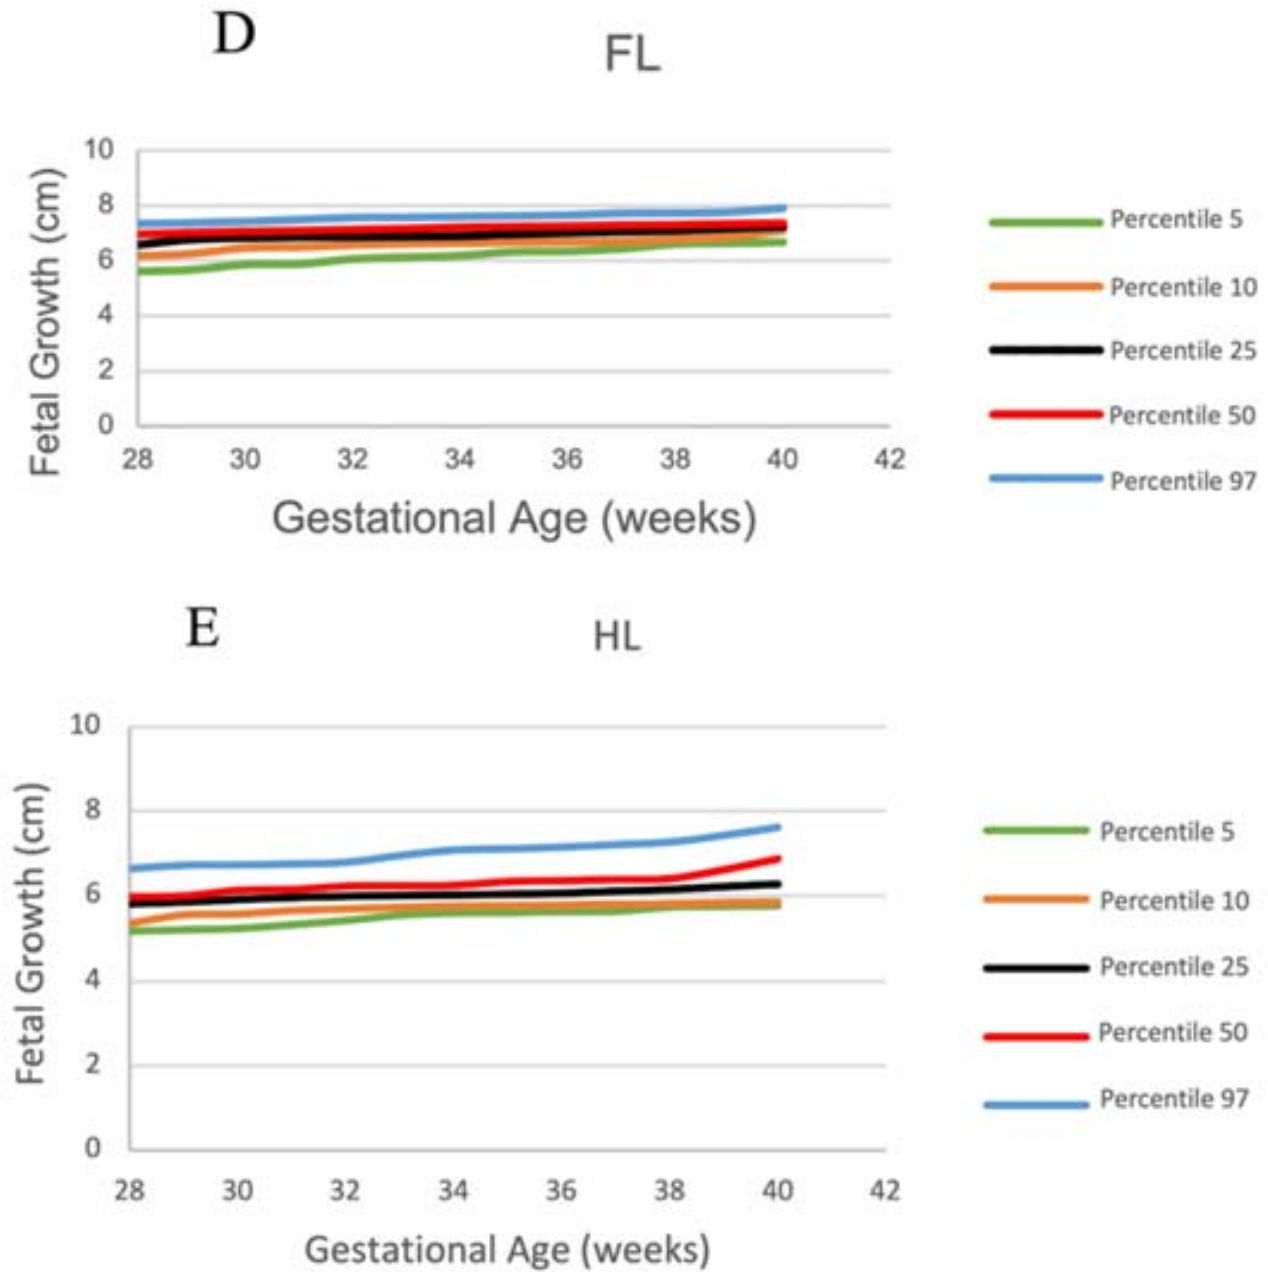 D
FL
10
8
6
4
2
0
Fetal Growth (cm)
28 30 32 34 36 38 40 42
Gestational Age (weeks)
Percentile 5
Percentile 10
Percentile 25
Percentile 50
Percentile 97
E
HL
10
8
6
4
2
0
Fetal Growth (cm)
28 30 32 34 36 38 40 42
Gestational Age (weeks)
Percentile 5
Percentile 10
Percentile 25
Percentile 50
Percentile 97